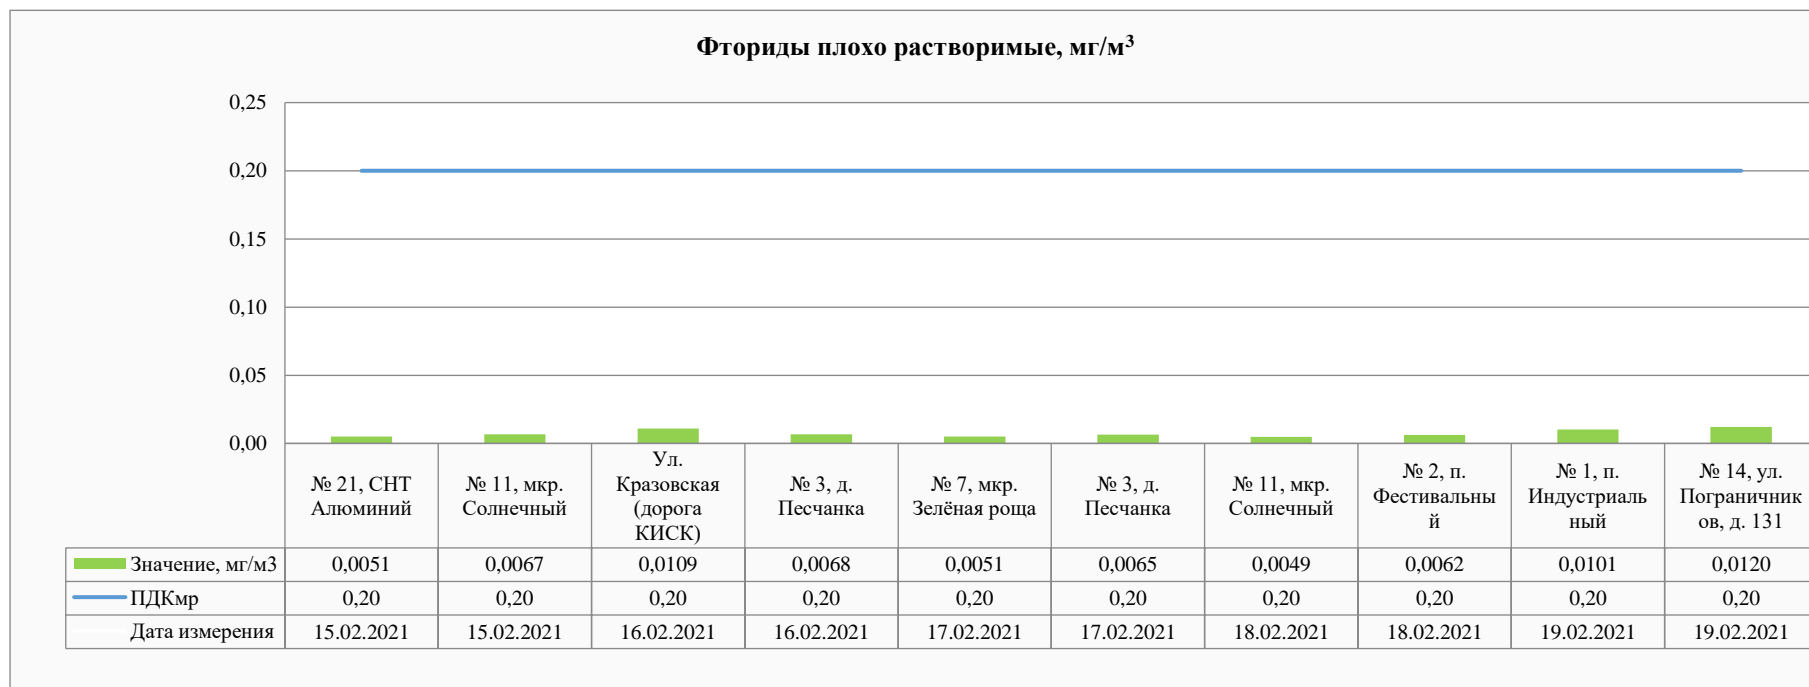 Фториды плохо растворимые, мг/м³
0,25
0,20
0,15
0,10
0,05
0,00
№ 21, СНТ
Алюминий
№ 11, мкр.
Солнечный
Ул.
Кразовская
(дорога
КИСК)
№ 3, д.
Песчанка
№ 7, мкр.
Зелёная роща
№ 3, д.
Песчанка
№ 11, мкр.
Солнечный
№ 2, п.
Фестивальны
й
№ 1, п.
Индустриаль
ный
№ 14, ул.
Пограничник
ов, д. 131
Значение, мг/м3 0,0051 0,0067 0,0109 0,0068 0,0051 0,0065 0,0049 0,0062 0,0101 0,0120
ПДКмр 0,20 0,20 0,20 0,20 0,20 0,20 0,20 0,20 0,20 0,20
Дата измерения 15.02.2021 15.02.2021 16.02.2021 16.02.2021 17.02.2021 17.02.2021 18.02.2021 18.02.2021 19.02.2021 19.02.2021